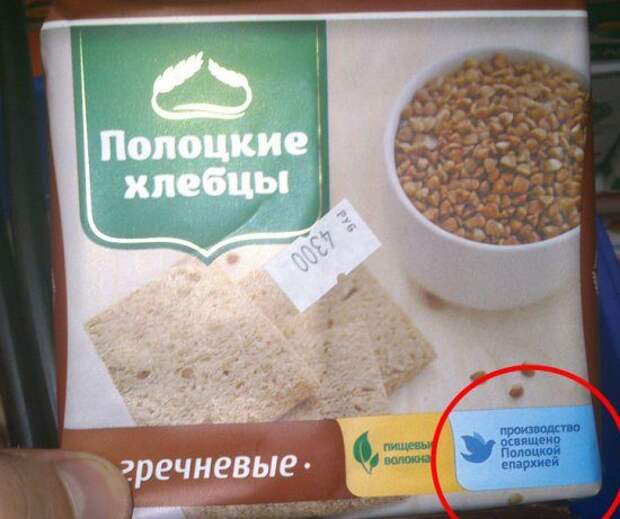 Полоцкие
хлебцы
РУБ
4300
гречневые
пищевые
волокна
производство
освящено
Полоцкой
епархией